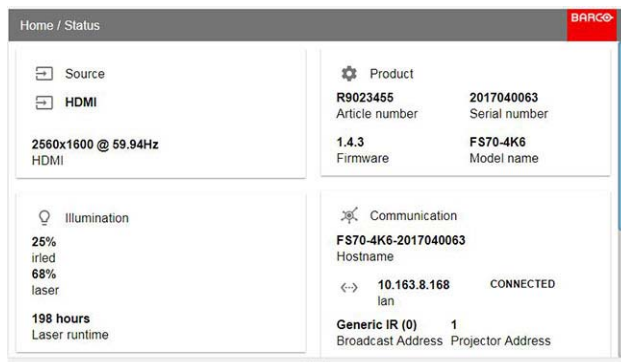 Home / Status
BARCO
Source
HDMI
2560x1600 @ 59.94Hz
HDMI
Product
R9023455 2017040063
Article number Serial number
1.4.3 FS70-4K6
Firmware Model name
Illumination
25%
irled
68%
laser
198 hours
Laser runtime
Communication
FS70-4K6-2017040063
Hostname
10.163.8.168 CONNECTED
lan
Generic IR (0) 1
Broadcast Address Projector Address